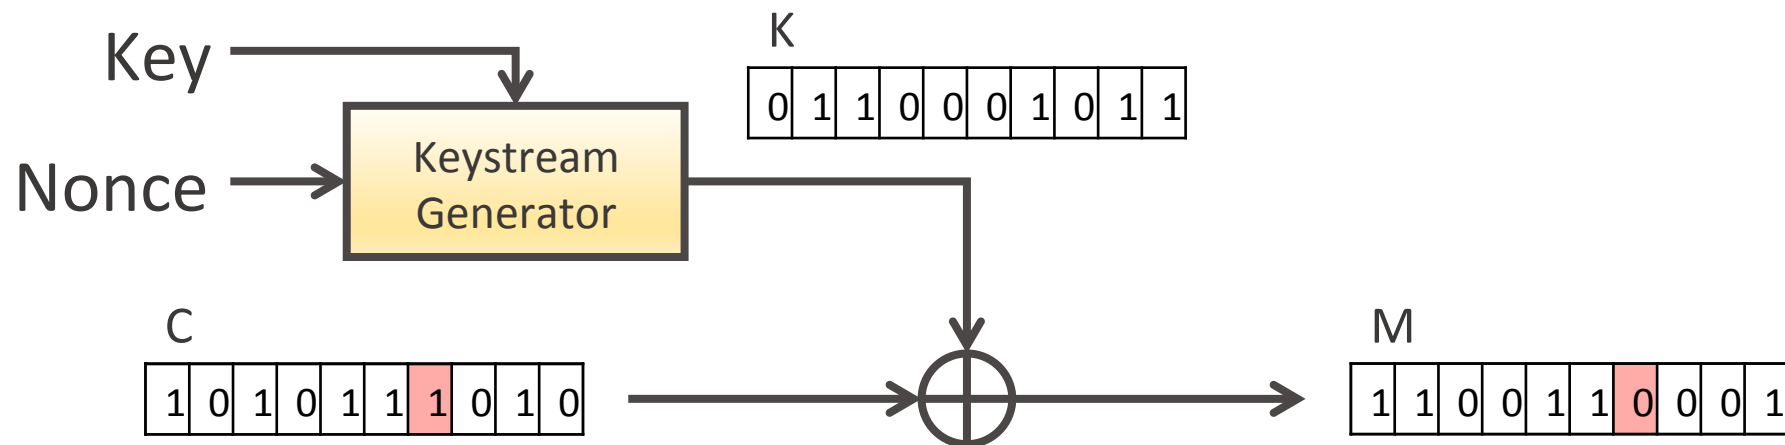 Key
K
0 1 1 0 0 0 1 0 1 1
Keystream
Generator
Nonce
C
1 0 1 0 1 1 1 0 1 0
M
1 1 0 0 1 1 0 0 0 1